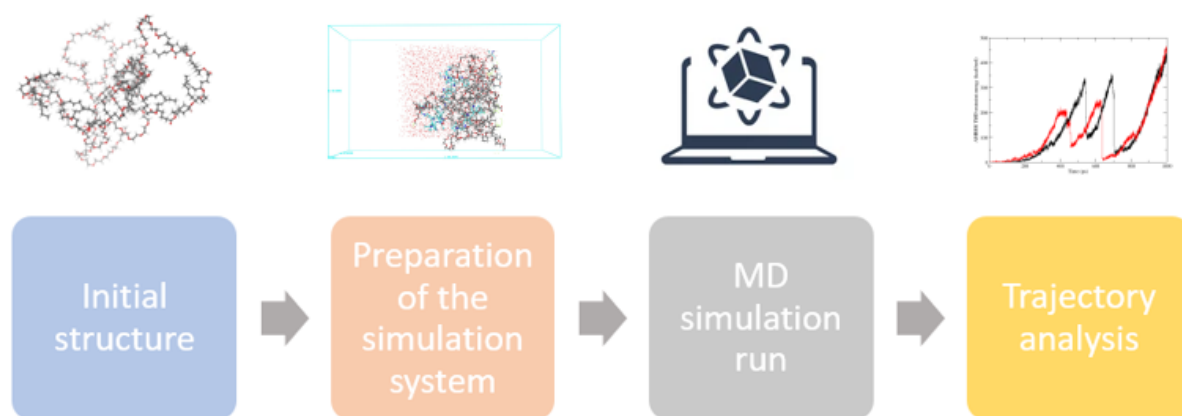 Initial
structure
Preparation
of the
simulation
system
MD
simulation
run
Trajectory
analysis